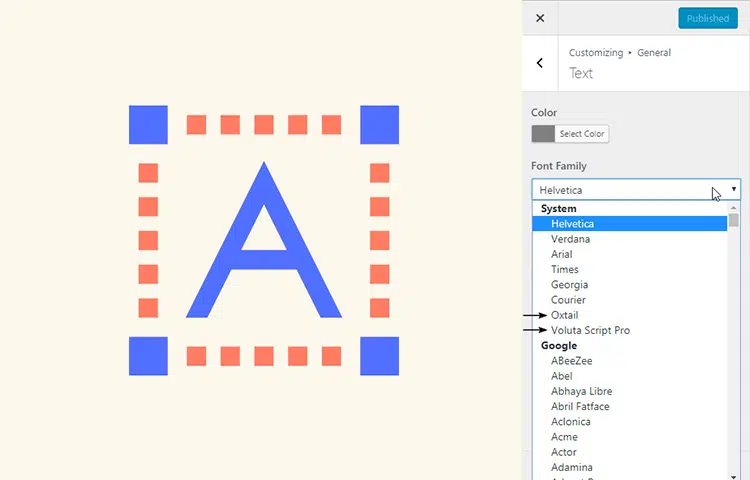 A
Published
Customizing • General
Text
Color
Select Color
Font Family
Helvetica
System
Helvetica
Verdana
Arial
Times
Georgia
Courier
Oxtail
Voluta Script Pro
Google
ABeeZee
Abel
Abhaya Libre
Abril Fatface
Aclonica
Acme
Actor
Adamina